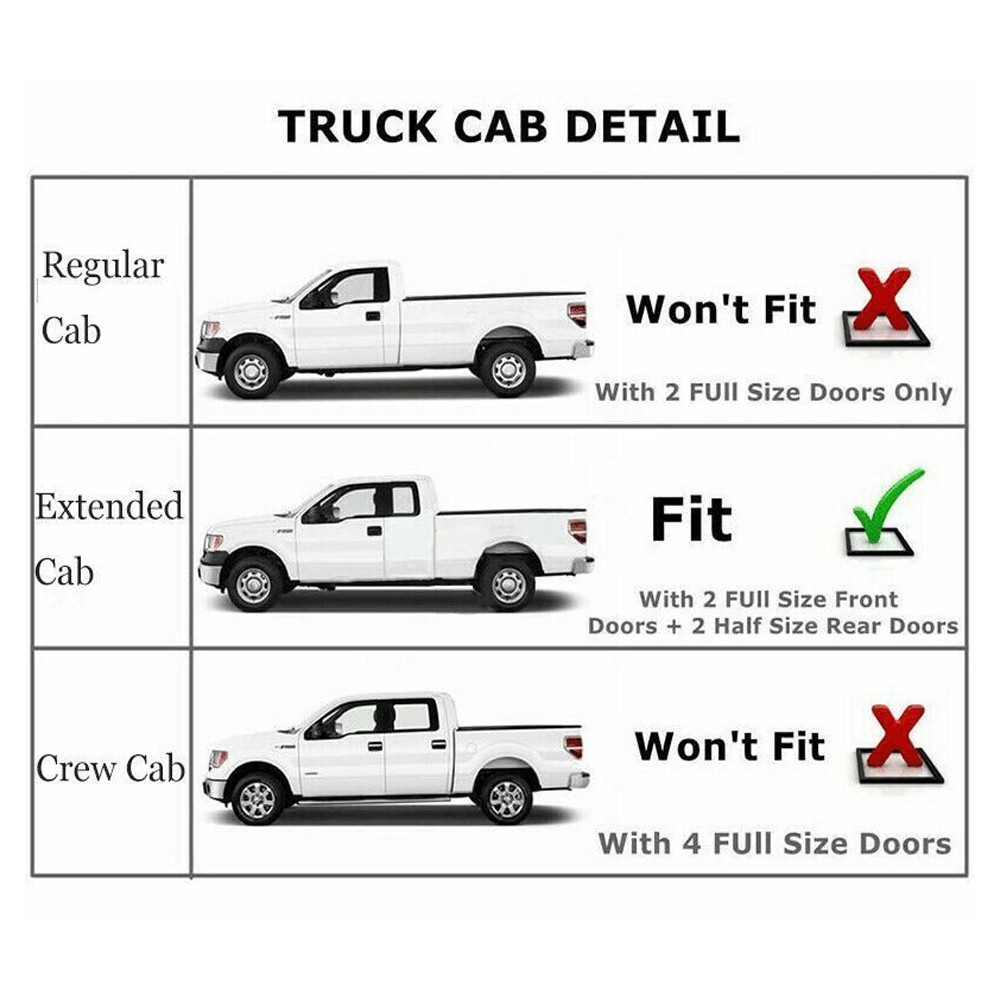 TRUCK CAB DETAIL
Regular
Cab
Won't Fit
With 2 FUll Size Doors Only
Extended
Cab
Fit
With 2 FUll Size Front
Doors + 2 Half Size Rear Doors
Crew Cab
Won't Fit
With 4 FUll Size Doors